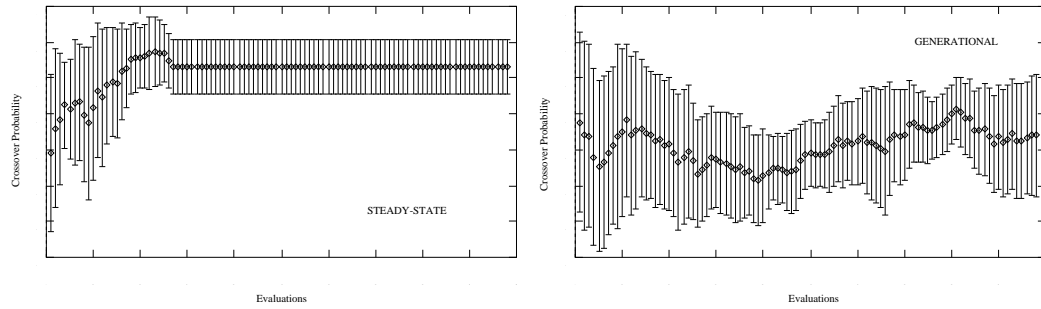 Crossover Probability
STEADY-STATE
Evaluations
Crossover Probability
GENERATIONAL
Evaluations